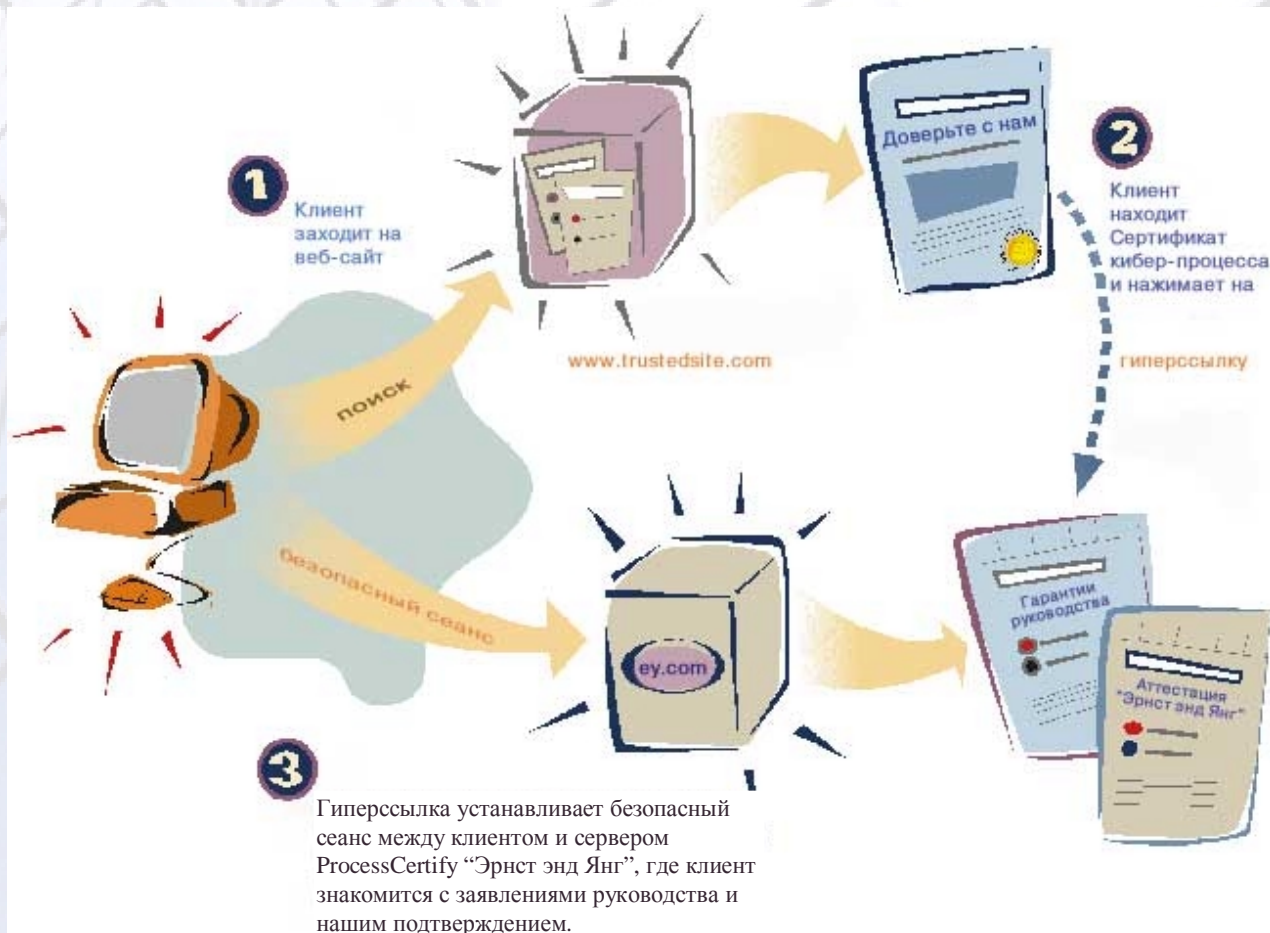 1
Клиент
заходит на
веб-сайт
поиск
www.trustedsite.com
Доверьте с нам
2
Клиент
находит
Сертификат
кибер-процесса
и нажимает на
гиперссылку
безопасный сеанс
ey.com
Гарантии
руководства
Аттестация
"Эрнст энд Янг"
3
Гиперссылка устанавливает безопасный
сеанс между клиентом и сервером
ProcessCertify “Эрнст энд Янг”, где клиент
знакомится с заявлениями руководства и
нашим подтверждением.